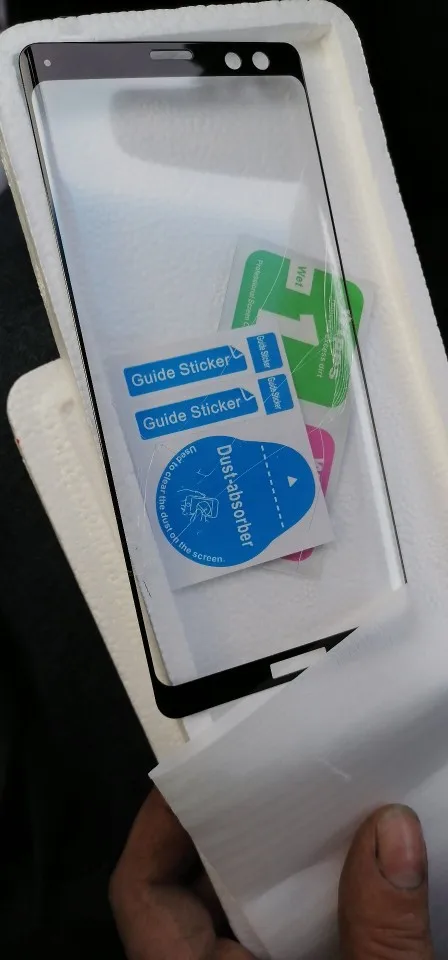 Wet
1
Guide Sticker
Guide Sticker
Guide Sticker
Guide Sticker
Dust-absorber
Used to clear the dust off the screen.